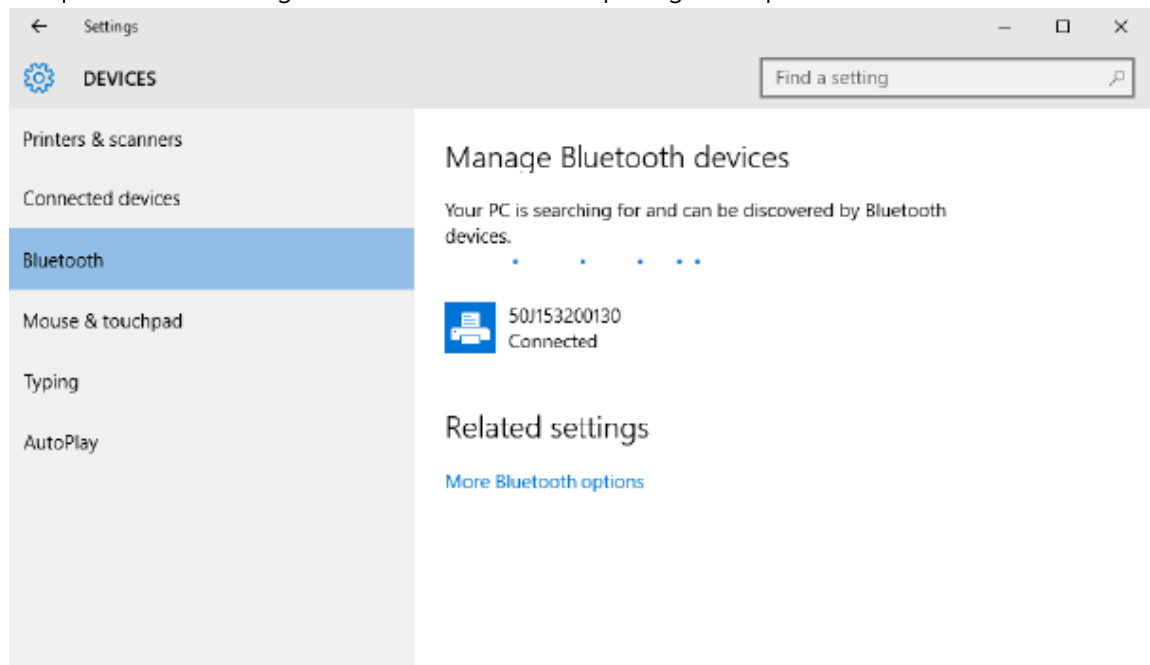 Settings
DEVICES
Find a setting
Printers & scanners
Connected devices
Bluetooth
Mouse & touchpad
Typing
AutoPlay
Manage Bluetooth devices
Your PC is searching for and can be discovered by Bluetooth
devices.
50J153200130
Connected
Related settings
More Bluetooth options